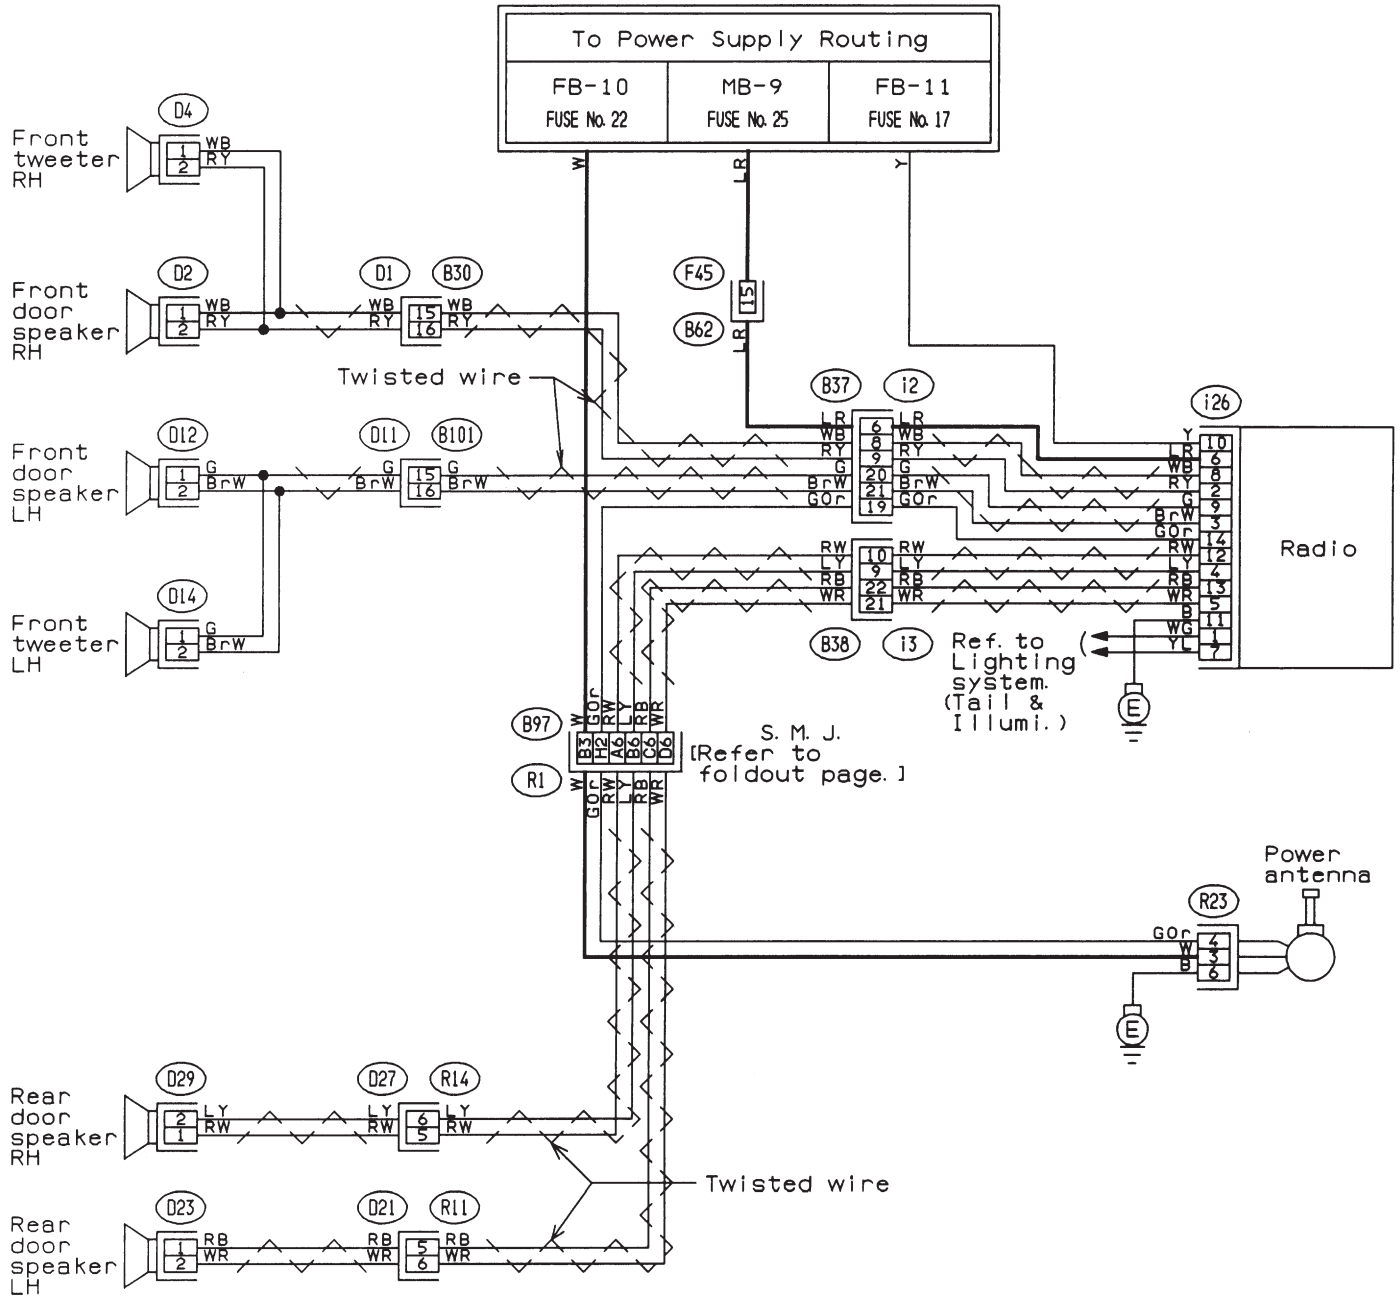 To Power Supply Routing
FB-10
MB-9
FB-11
FUSE No. 22
FUSE No. 25
FUSE No. 17
W
LR
Y
Front
tweeter
RH
D4
1
WB
2
RY
Front
door
speaker
RH
D2
1
WB
2
RY
D1
B30
WB
15
WB
RY
16
RY
F45
15
B62
LR
Twisted wire
Front
door
speaker
LH
D12
1
G
2
BrW
D11
B101
G
15
G
BrW
16
BrW
Front
tweeter
LH
D14
1
G
2
BrW
B37
i2
LR
6
LR
WB
8
WB
RY
9
RY
G
20
G
BrW
21
BrW
GOr
19
GOr
RW
10
RW
LY
9
LY
RB
22
RB
WR
21
WR
B38
i3
i26
Y
10
LR
6
WB
8
RY
2
G
9
BrW
3
GOr
14
RW
12
LY
4
RB
13
WR
5
B
11
WG
1
YL
7
Radio
Ref. to
Lighting
system.
(Tail &
Illumi.)
E
B97
W
GOr
RW
LY
RB
WR
B3
H2
A6
B6
C6
D6
R1
W
GOr
RW
LY
RB
WR
S. M. J.
[Refer to
foldout page. ]
Power
antenna
R23
GOr
4
W
3
B
6
E
Rear
door
speaker
RH
D29
2
LY
1
RW
D27
R14
LY
6
LY
RW
5
RW
Twisted wire
Rear
door
speaker
LH
D23
1
RB
2
WR
D21
R11
RB
5
RB
WR
6
WR